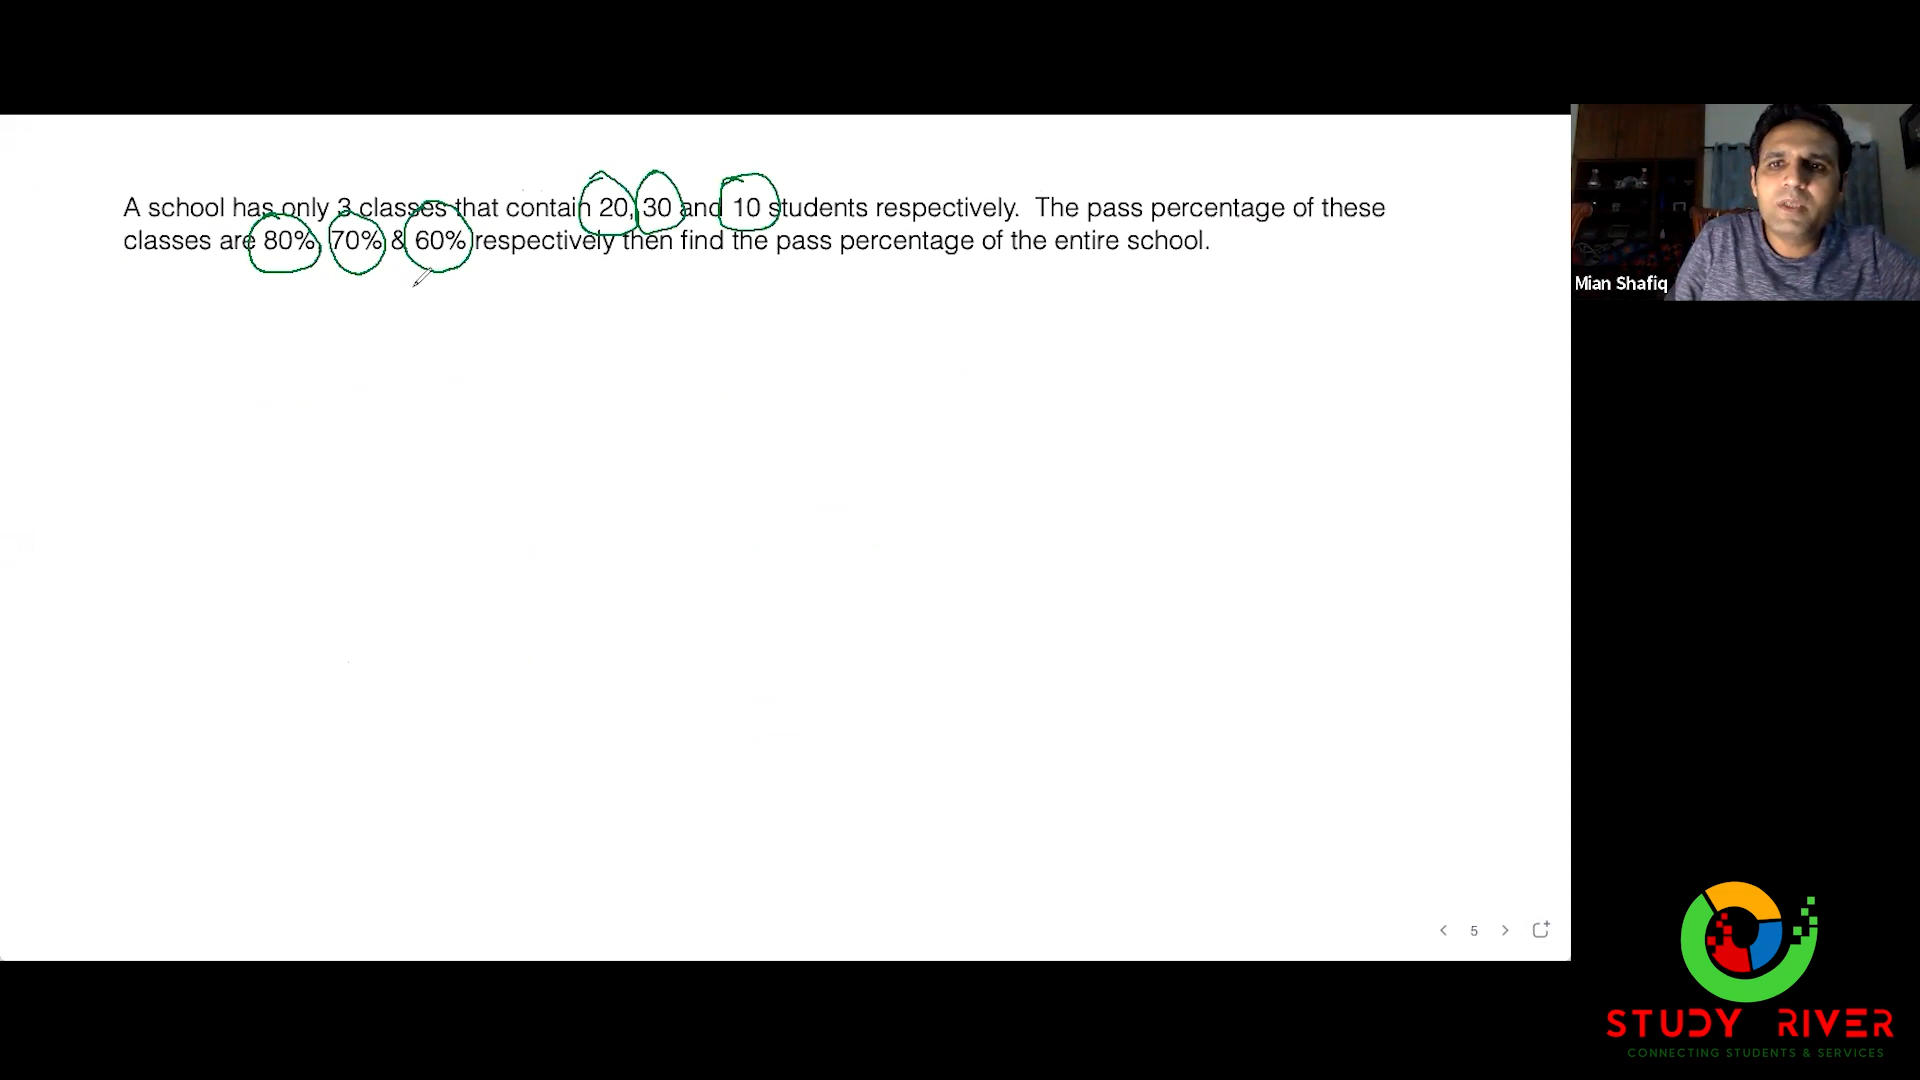 A school has only 3 classes that contain 20, 30 and 10 students respectively. The pass percentage of these
classes are 80%, 70% & 60% respectively then find the pass percentage of the entire school.
Mian Shafiq
5
STUDY RIVER
CONNECTING STUDENTS & SERVICES